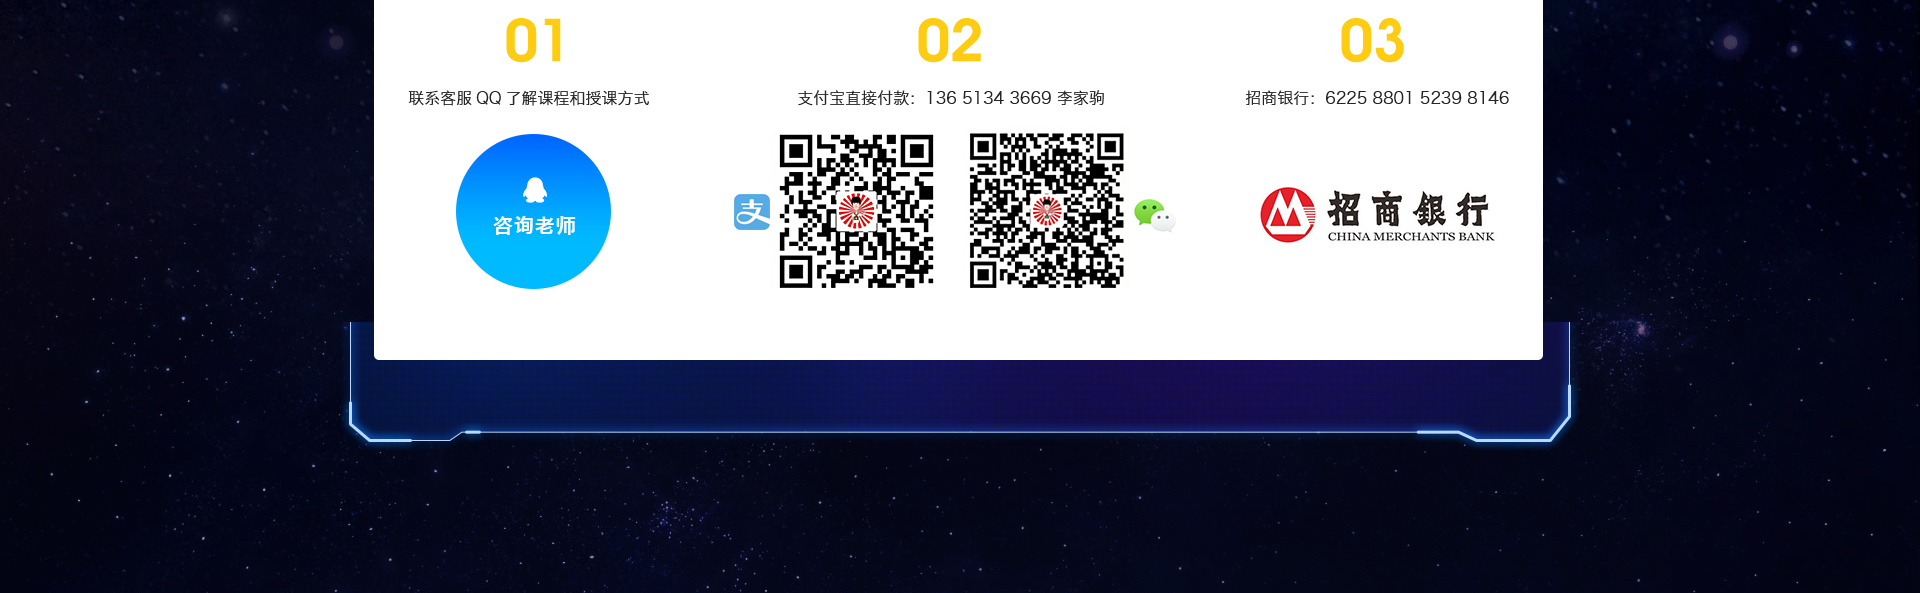 01
联系客服 QQ 了解课程和授课方式
咨询老师
02
支付宝直接付款：136 5134 3669 李家驹
支
03
招商银行：6225 8801 5239 8146
招商銀行
CHINA MERCHANTS BANK